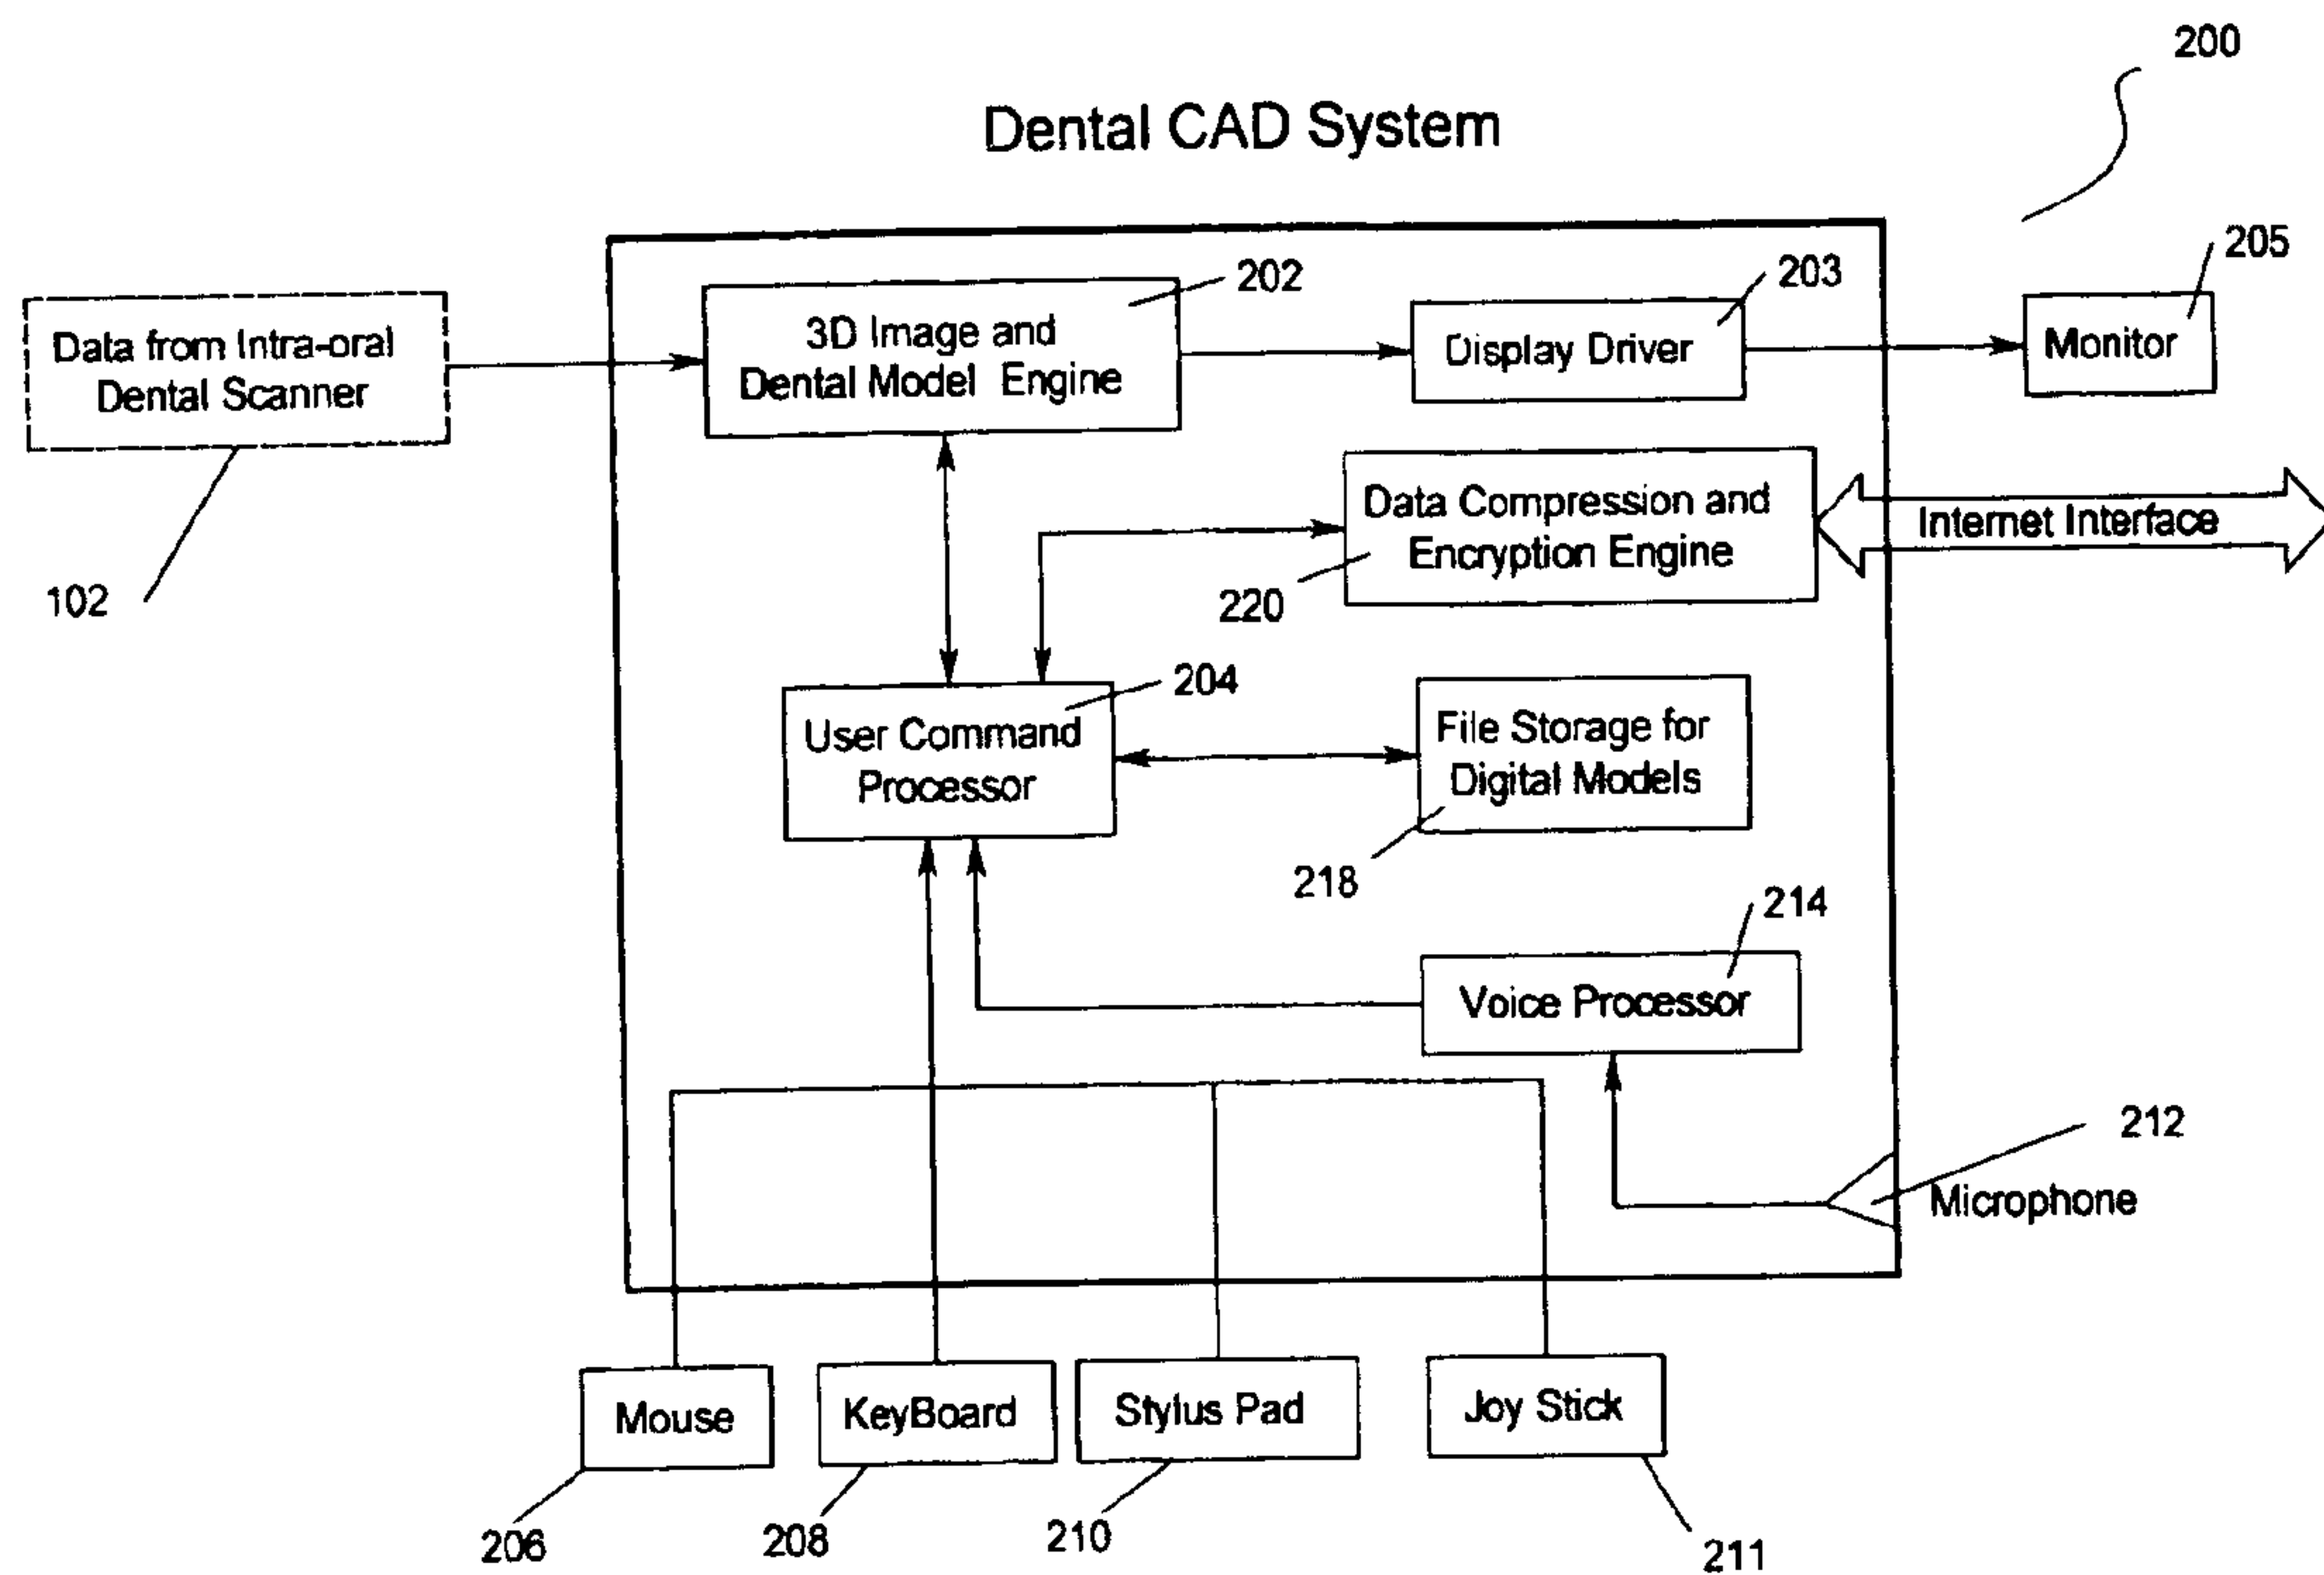 200
Dental CAD System
205
202
203
Data from Intra-oral
Dental Scanner
3D Image and
Dental Model Engine
Display Driver
Monitor
102
Data Compression and
Encryption Engine
Internet Interface
220
204
User Command
Processor
File Storage for
Digital Models
218
214
Voice Processor
212
Microphone
Mouse
KeyBoard
Stylus Pad
Joy Stick
206
208
210
211